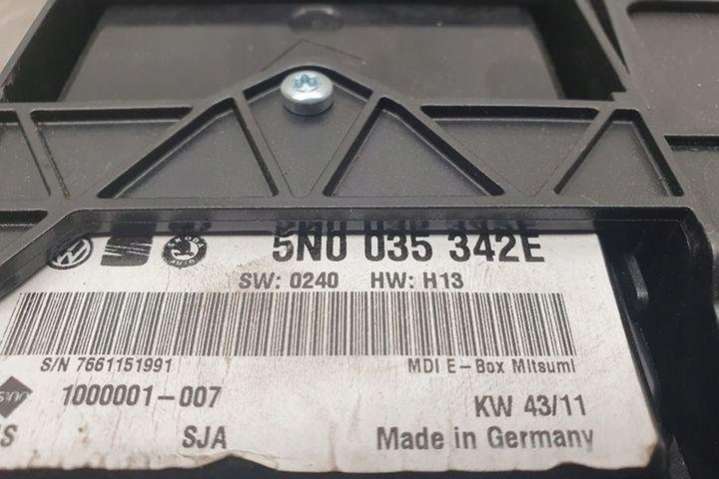 5N0 035 342E
SW: 0240 HW: H13
S/N 7661151991
MDI E-Box Mitsumi
1000001-007
KW 43/11
SJA
Made in Germany